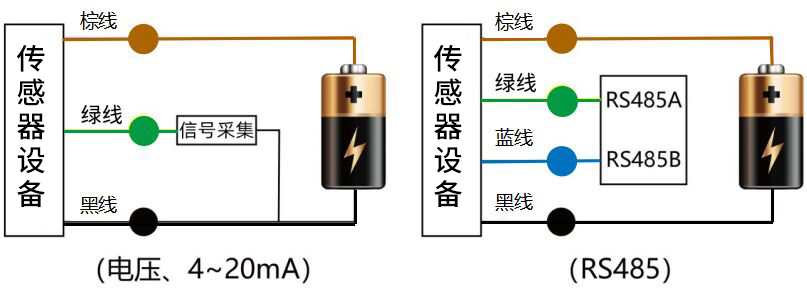 棕线
传感器设备
绿线
信号采集
黑线
(电压、4~20mA)
棕线
传感器设备
绿线
RS485A
蓝线
RS485B
黑线
(RS485)